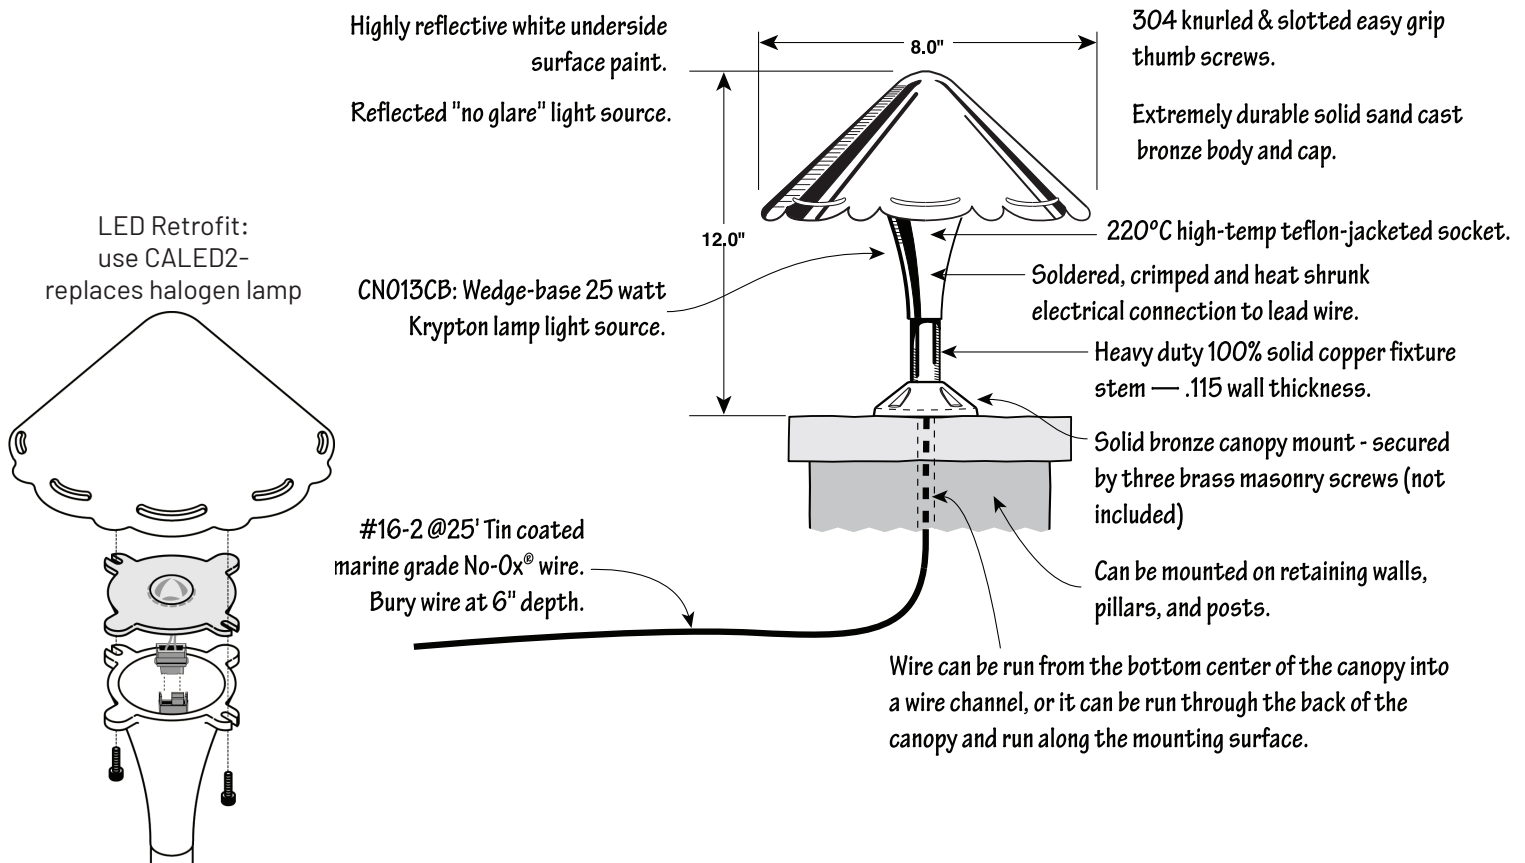 Highly reflective white underside
surface paint.
Reflected "no glare" light source.
8.0"
304 knurled & slotted easy grip
thumb screws.
Extremely durable solid sand cast
bronze body and cap.
LED Retrofit:
use CALED2-
replaces halogen lamp
12.0"
220°C high-temp teflon-jacketed socket.
CN013CB: Wedge-base 25 watt
Krypton lamp light source.
Soldered, crimped and heat shrunk
electrical connection to lead wire.
Heavy duty 100% solid copper fixture
stem — .115 wall thickness.
Solid bronze canopy mount - secured
by three brass masonry screws (not
included)
#16-2 @25' Tin coated
marine grade No-Ox® wire.
Bury wire at 6" depth.
Can be mounted on retaining walls,
pillars, and posts.
Wire can be run from the bottom center of the canopy into
a wire channel, or it can be run through the back of the
canopy and run along the mounting surface.